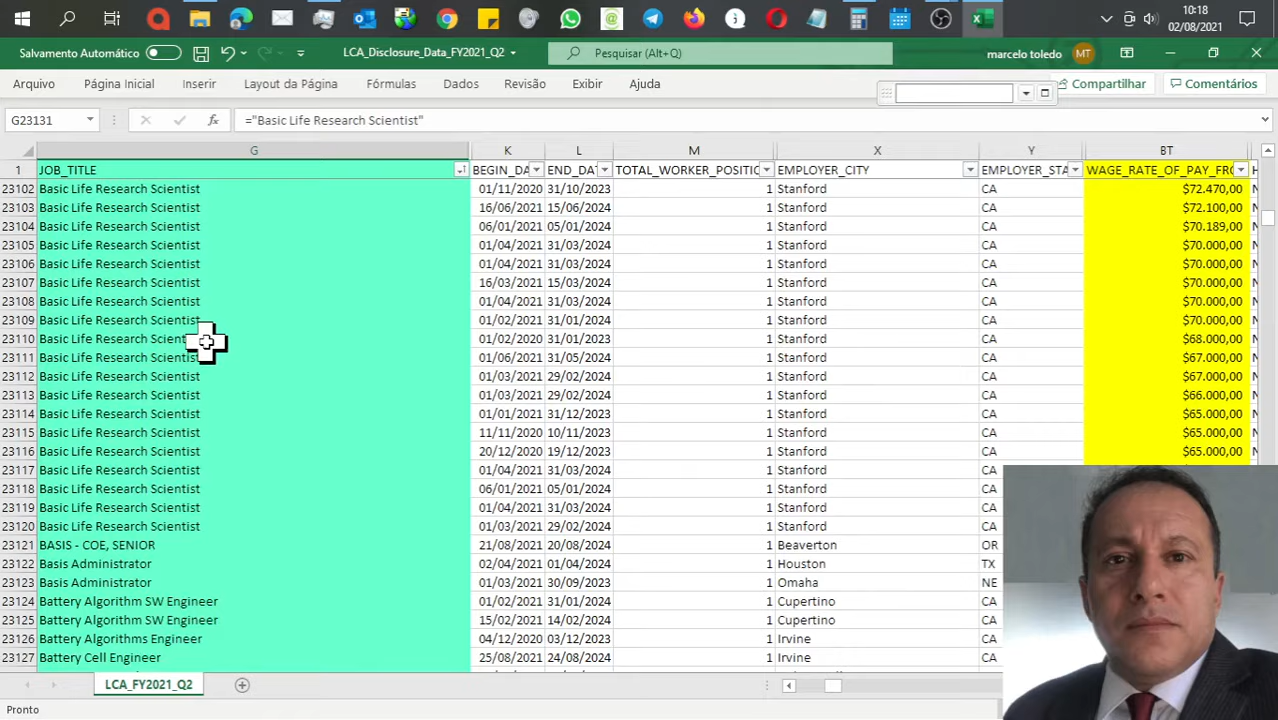 10:18
02/08/2021
Salvamento Automático
LCA_Disclosure_Data_FY2021_Q2
Pesquisar (Alt+Q)
marcelo toledo
MT
Arquivo Página Inicial Inserir Layout da Página Fórmulas Dados Revisão Exibir Ajuda Compartilhar Comentários
G23131 fx ="Basic Life Research Scientist"
G K L M X Y BT
1 JOB_TITLE BEGIN_DA END_DAT TOTAL_WORKER_POSITIO EMPLOYER_CITY EMPLOYER_STA WAGE_RATE_OF_PAY_FRO
23102 Basic Life Research Scientist 01/11/2020 31/10/2023 1 Stanford CA $72.470,00
23103 Basic Life Research Scientist 16/06/2021 15/06/2024 1 Stanford CA $72.100,00
23104 Basic Life Research Scientist 06/01/2021 05/01/2024 1 Stanford CA $70.189,00
23105 Basic Life Research Scientist 01/04/2021 31/03/2024 1 Stanford CA $70.000,00
23106 Basic Life Research Scientist 01/04/2021 31/03/2024 1 Stanford CA $70.000,00
23107 Basic Life Research Scientist 16/03/2021 15/03/2024 1 Stanford CA $70.000,00
23108 Basic Life Research Scientist 01/04/2021 31/03/2024 1 Stanford CA $70.000,00
23109 Basic Life Research Scientist 01/02/2021 31/01/2024 1 Stanford CA $70.000,00
23110 Basic Life Research Scient 01/02/2020 31/01/2023 1 Stanford CA $68.000,00
23111 Basic Life Research Scientist 01/06/2021 31/05/2024 1 Stanford CA $67.000,00
23112 Basic Life Research Scientist 01/03/2021 29/02/2024 1 Stanford CA $67.000,00
23113 Basic Life Research Scientist 01/03/2021 29/02/2024 1 Stanford CA $66.000,00
23114 Basic Life Research Scientist 01/01/2021 31/12/2023 1 Stanford CA $65.000,00
23115 Basic Life Research Scientist 11/11/2020 10/11/2023 1 Stanford CA $65.000,00
23116 Basic Life Research Scientist 20/12/2020 19/12/2023 1 Stanford CA $65.000,00
23117 Basic Life Research Scientist 01/04/2021 31/03/2024 1 Stanford CA
23118 Basic Life Research Scientist 06/01/2021 05/01/2024 1 Stanford CA
23119 Basic Life Research Scientist 01/04/2021 31/03/2024 1 Stanford CA
23120 Basic Life Research Scientist 01/03/2021 29/02/2024 1 Stanford CA
23121 BASIS - COE, SENIOR 21/08/2021 20/08/2024 1 Beaverton OR
23122 Basis Administrator 02/04/2021 01/04/2024 1 Houston TX
23123 Basis Administrator 01/03/2021 30/09/2023 1 Omaha NE
23124 Battery Algorithm SW Engineer 01/02/2021 31/01/2024 1 Cupertino CA
23125 Battery Algorithm SW Engineer 15/02/2021 14/02/2024 1 Cupertino CA
23126 Battery Algorithms Engineer 04/12/2020 03/12/2023 1 Irvine CA
23127 Battery Cell Engineer 25/08/2021 24/08/2024 1 Irvine CA
LCA_FY2021_Q2
Pronto